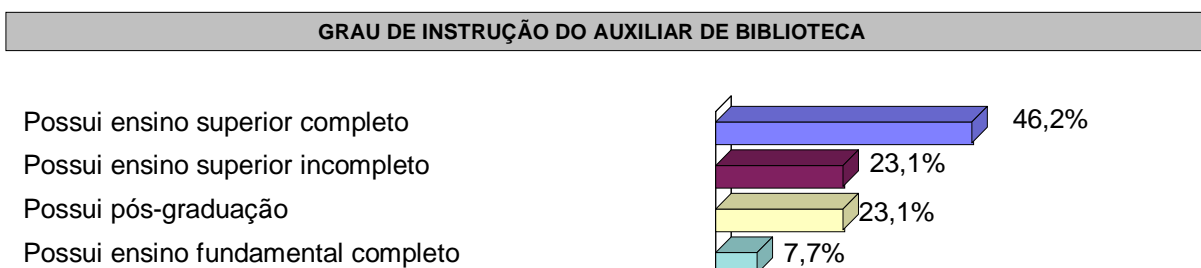 GRAU DE INSTRUÇÃO DO AUXILIAR DE BIBLIOTECA
Possui ensino superior completo 46,2%
Possui ensino superior incompleto 23,1%
Possui pós-graduação 23,1%
Possui ensino fundamental completo 7,7%